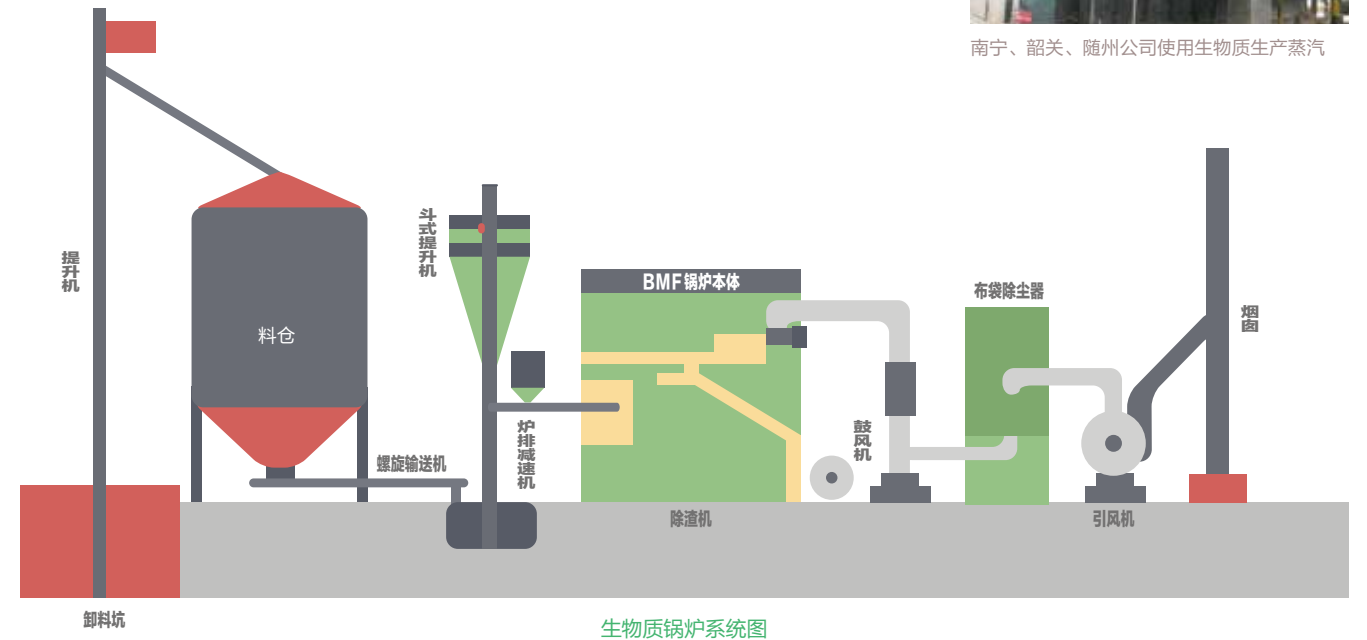 南宁、韶关、随州公司使用生物质生产蒸汽
提升机
料仓
斗式提升机
BMF锅炉本体
布袋除尘器
烟囱
炉排减速机
鼓风机
螺旋输送机
除渣机
引风机
卸料坑
生物质锅炉系统图